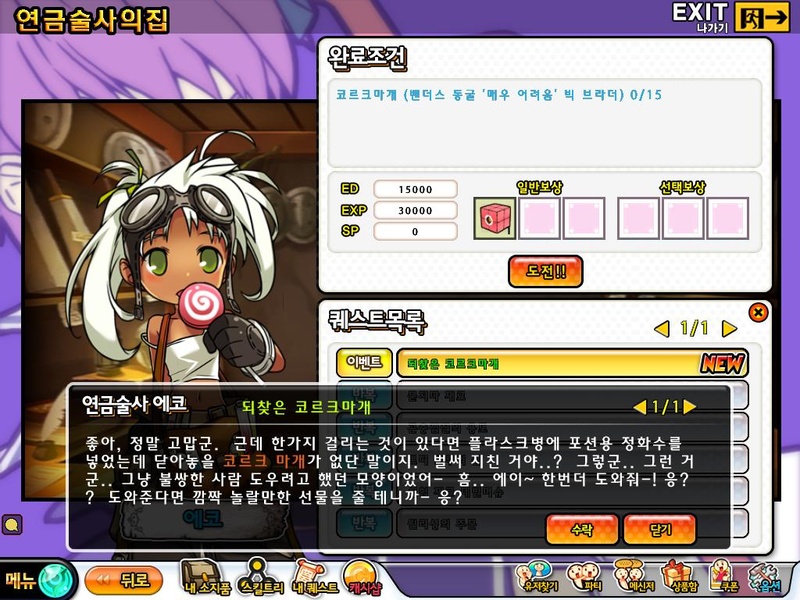 연금술사의집
EXIT
나가기
완료조건
코르크마개 (벤더스 동굴 '매우 어려움' 빅 브라더) 0/15
ED 15000
EXP 30000
SP 0
일반보상
선택보상
도전!!
퀘스트목록
1/1
이벤트
되찾은 코르크마개
NEW
연금술사 에코
되찾은 코르크마개
1/1
좋아, 정말 고맙군. 근데 한가지 걸리는 것이 있다면 플라스크병에 포션용 정화수를
넣었는데 닫아놓을 코르크 마개가 없단 말이지. 벌써 지친 거야..? 그렇군.. 그런 거
군.. 그냥 불쌍한 사람 도우려고 했던 모양이었어- 흠.. 에이~ 한번더 도와줘-! 응?
? 도와준다면 깜짝 놀랄만한 선물을 줄 테니까- 응?
에코
반복
수락
닫기
메뉴
뒤로
내 소지품
스킬트리
내 퀘스트
캐시샵
유저찾기
파티
메신저
상품함
쿠폰
옵션